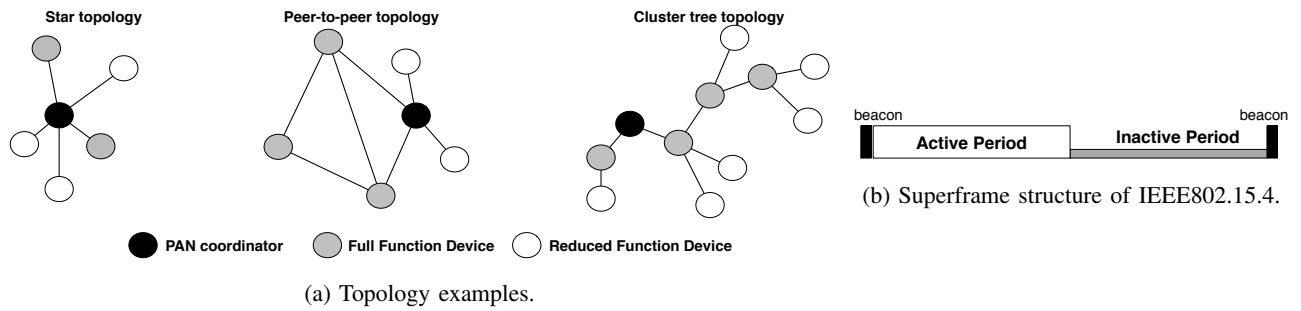 Star topology
Peer-to-peer topology
Cluster tree topology
PAN coordinator
Full Function Device
Reduced Function Device
(a) Topology examples.
beacon
beacon
Active Period
Inactive Period
(b) Superframe structure of IEEE802.15.4.